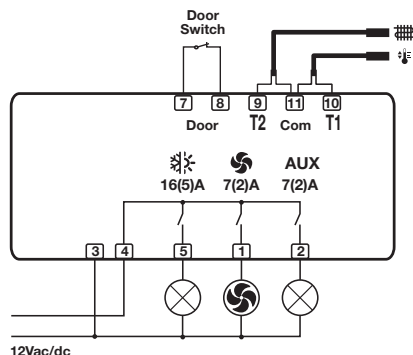 Door
Switch
7 8 9 11 10
Door T2 Com T1
AUX
16(5)A 7(2)A 7(2)A
3 4 5 1 2
12Vac/dc